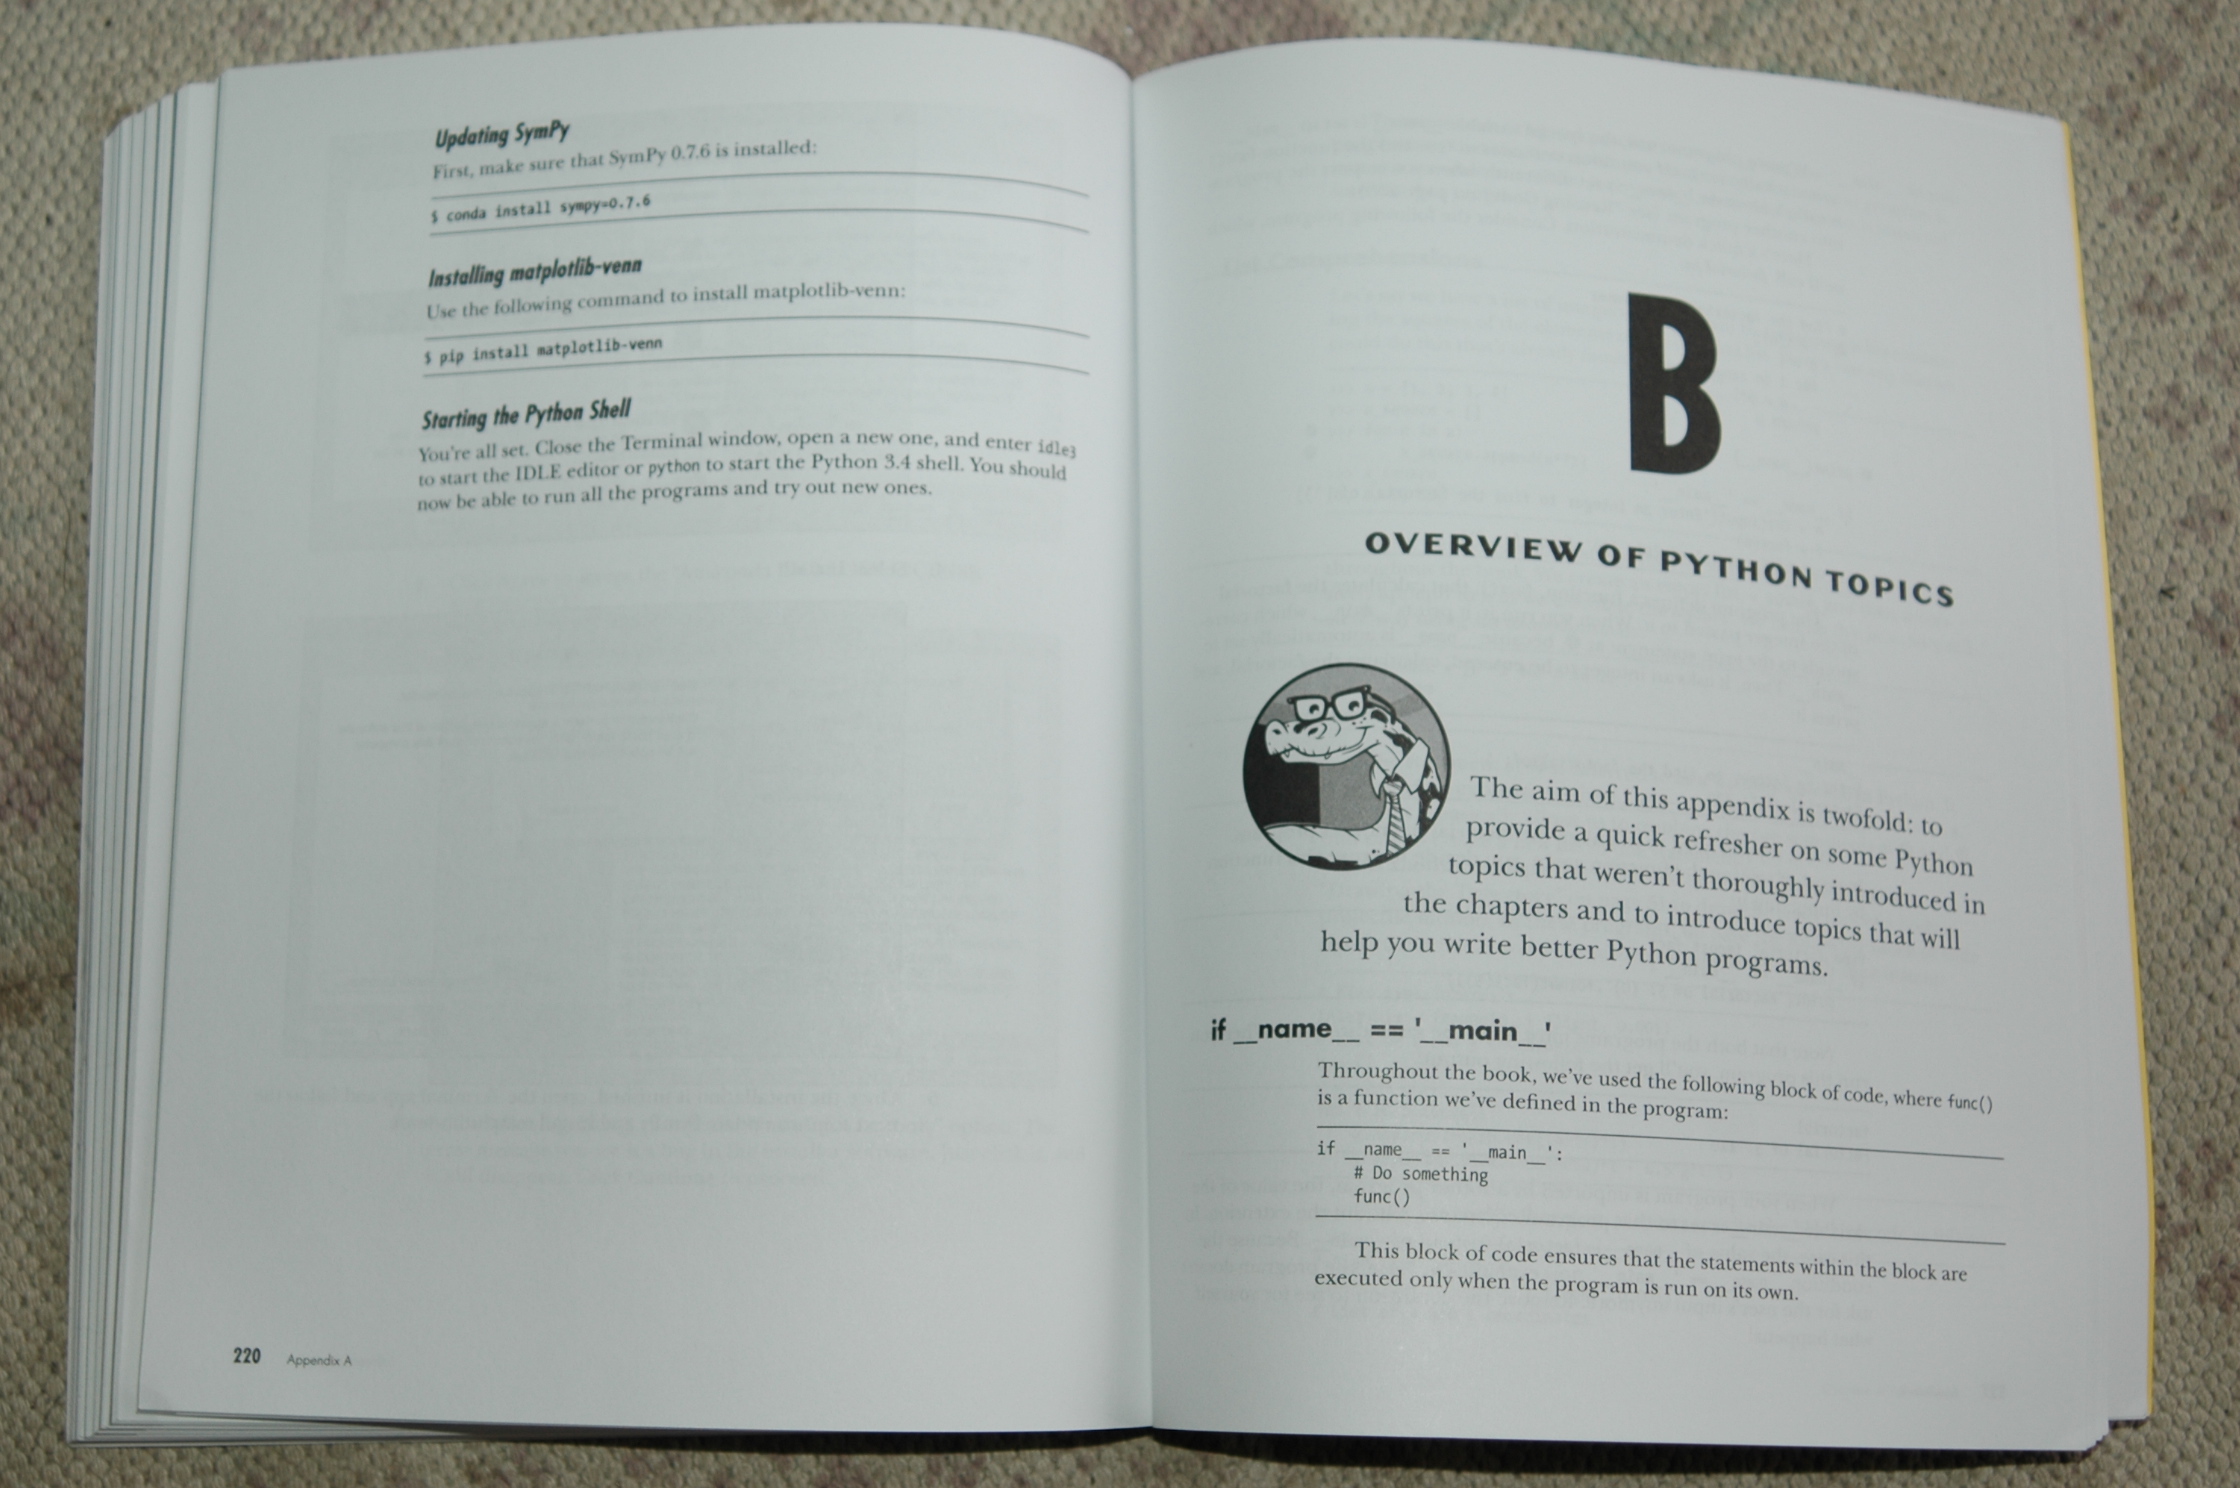 Updating SymPy
First, make sure that SymPy 0.7.6 is installed:
$ conda install sympy=0.7.6
Installing matplotlib-venn
Use the following command to install matplotlib-venn:
$ pip install matplotlib-venn
Starting the Python Shell
You're all set. Close the Terminal window, open a new one, and enter idle3
to start the IDLE editor or python to start the Python 3.4 shell. You should
now be able to run all the programs and try out new ones.
220 Appendix A
B
OVERVIEW OF PYTHON TOPICS
The aim of this appendix is twofold: to
provide a quick refresher on some Python
topics that weren't thoroughly introduced in
the chapters and to introduce topics that will
help you write better Python programs.
if __name__ == '__main__'
Throughout the book, we've used the following block of code, where func()
is a function we've defined in the program:
if __name__ == '__main__':
# Do something
func()
This block of code ensures that the statements within the block are
executed only when the program is run on its own.